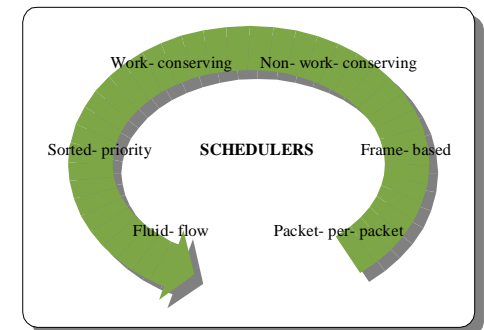 Work- conserving Non- work- conserving
Sorted- priority SCHEDULERS Frame- based
Fluid- flow Packet- per- packet